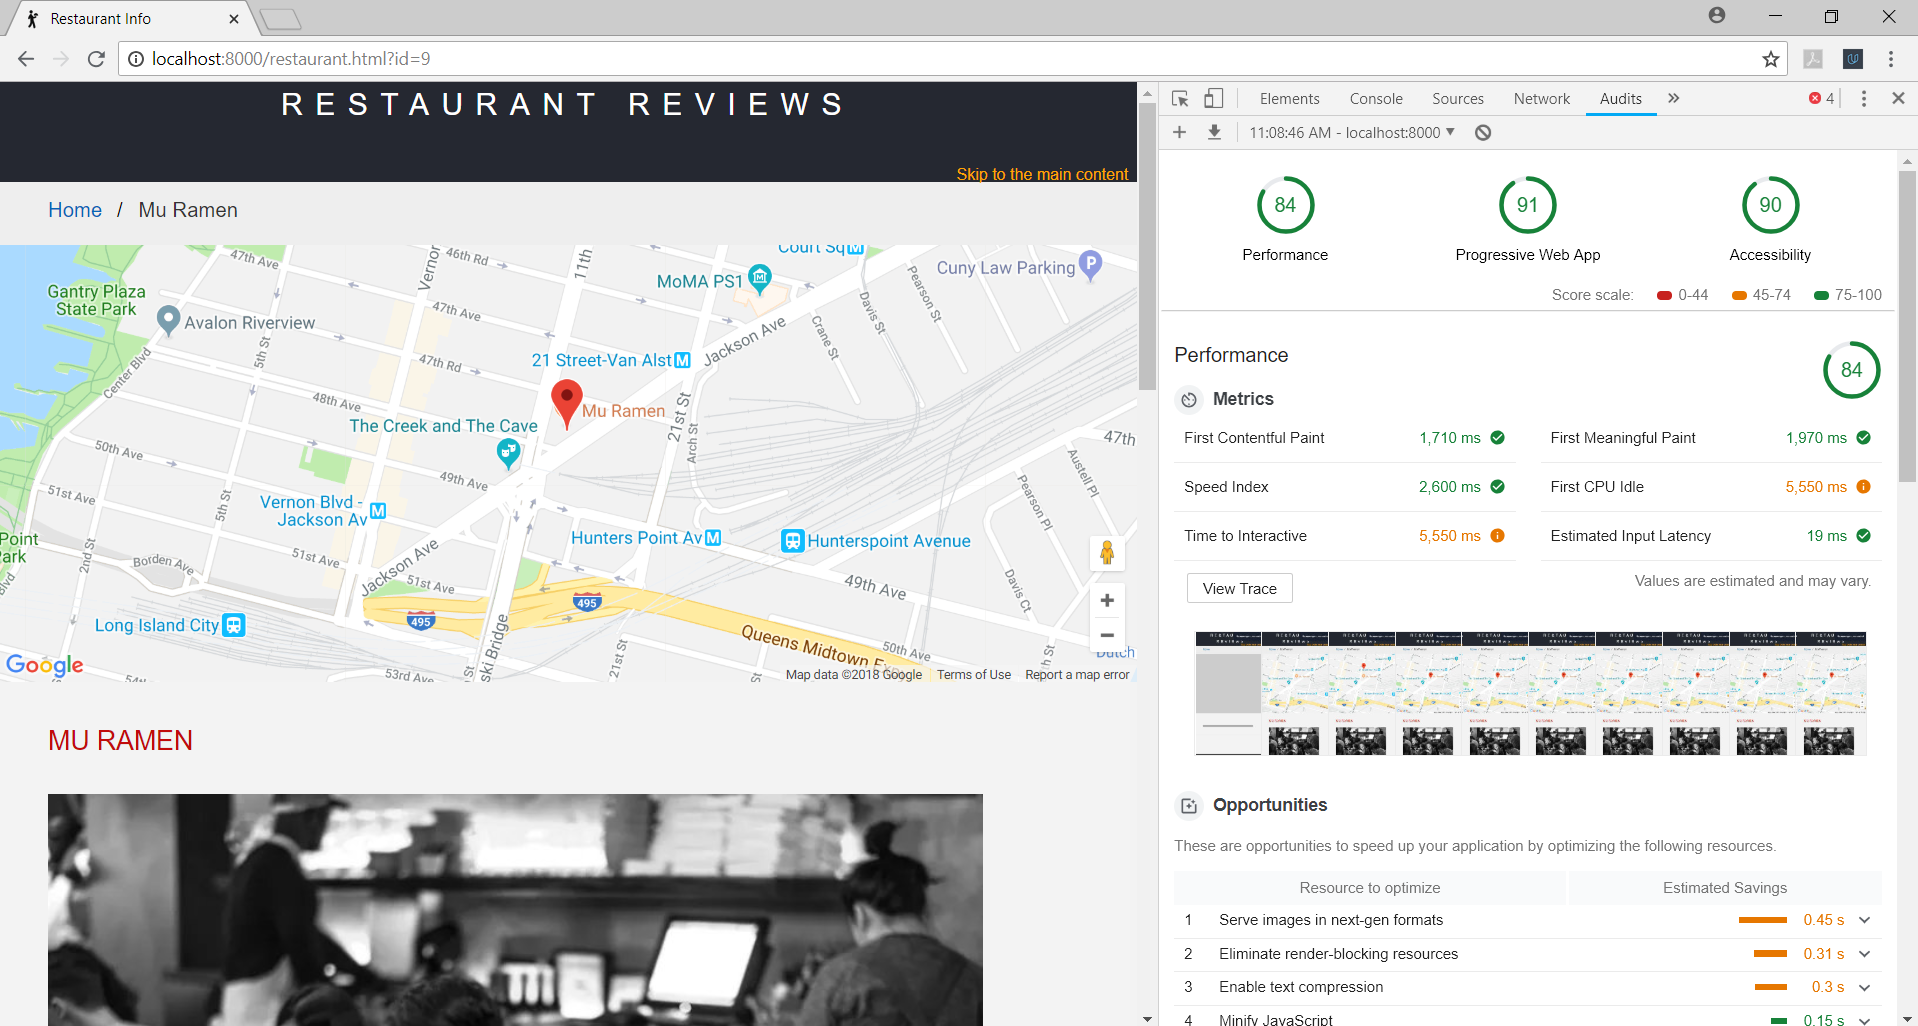 Restaurant Info
localhost:8000/restaurant.html?id=9
RESTAURANT REVIEWS
Skip to the main content
Home / Mu Ramen
Court Sq M
46th Rd
47th Ave
Vernon
11th
MoMA PS1
Cuny Law Parking P
Gantry Plaza
State Park
Pearson St
Davis St
47th Ave
Avalon Riverview
Crane St
Jackson Ave
5th St
47th Rd
21 Street-Van Alst M
Center Blvd
48th Ave
Mu Ramen
21st St
Arch St
The Creek and The Cave
47th
50th Ave
Austell Pl
49th Ave
51st Ave
5th St
Vernon Blvd -
Jackson Av M
Pearson Pl
Point
Park
Hunters Point Av M
Hunterspoint Avenue
2nd St
Borden Ave
51st Ave
Jackson Ave
51st Ave
49th Ave
Davis Ct
495
495
Long Island City
Queens Midtown
50th Ave
Dutch
21st St
ski Bridge
Google
53rd Ave
Map data ©2018 Google
Terms of Use
Report a map error
MU RAMEN
Elements Console Sources Network Audits
4
11:08:46 AM - localhost:8000
84
91
90
Performance
Progressive Web App
Accessibility
Score scale: 0-44 45-74 75-100
Performance
84
Metrics
First Contentful Paint 1,710 ms
First Meaningful Paint 1,970 ms
Speed Index 2,600 ms
First CPU Idle 5,550 ms
Time to Interactive 5,550 ms
Estimated Input Latency 19 ms
View Trace
Values are estimated and may vary.
Opportunities
These are opportunities to speed up your application by optimizing the following resources.
Resource to optimize Estimated Savings
1 Serve images in next-gen formats 0.45 s
2 Eliminate render-blocking resources 0.31 s
3 Enable text compression 0.3 s
4 Minify JavaScript 0.15 s